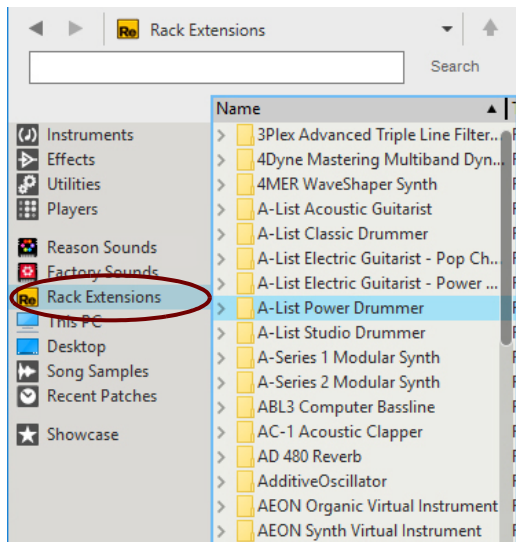 Re Rack Extensions
Search
Name
Instruments
Effects
Utilities
Players
Reason Sounds
Factory Sounds
Re Rack Extensions
This PC
Desktop
Song Samples
Recent Patches
Showcase
3Plex Advanced Triple Line Filter...
4Dyne Mastering Multiband Dyn...
4MER WaveShaper Synth
A-List Acoustic Guitarist
A-List Classic Drummer
A-List Electric Guitarist - Pop Ch...
A-List Electric Guitarist - Power ...
A-List Power Drummer
A-List Studio Drummer
A-Series 1 Modular Synth
A-Series 2 Modular Synth
ABL3 Computer Bassline
AC-1 Acoustic Clapper
AD 480 Reverb
AdditiveOscillator
AEON Organic Virtual Instrument
AEON Synth Virtual Instrument